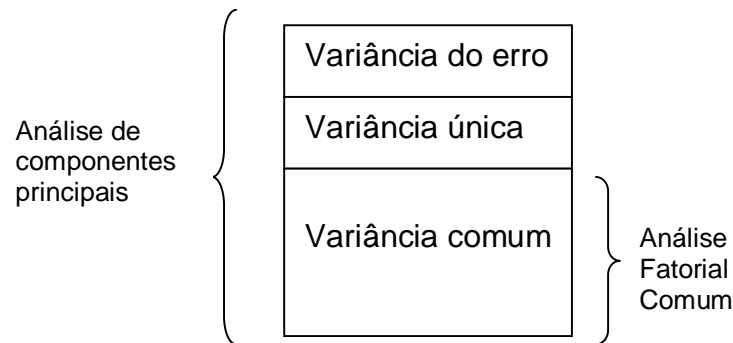 Variância do erro
Variância única
Análise de
componentes
principais
Variância comum
Análise
Fatorial
Comum